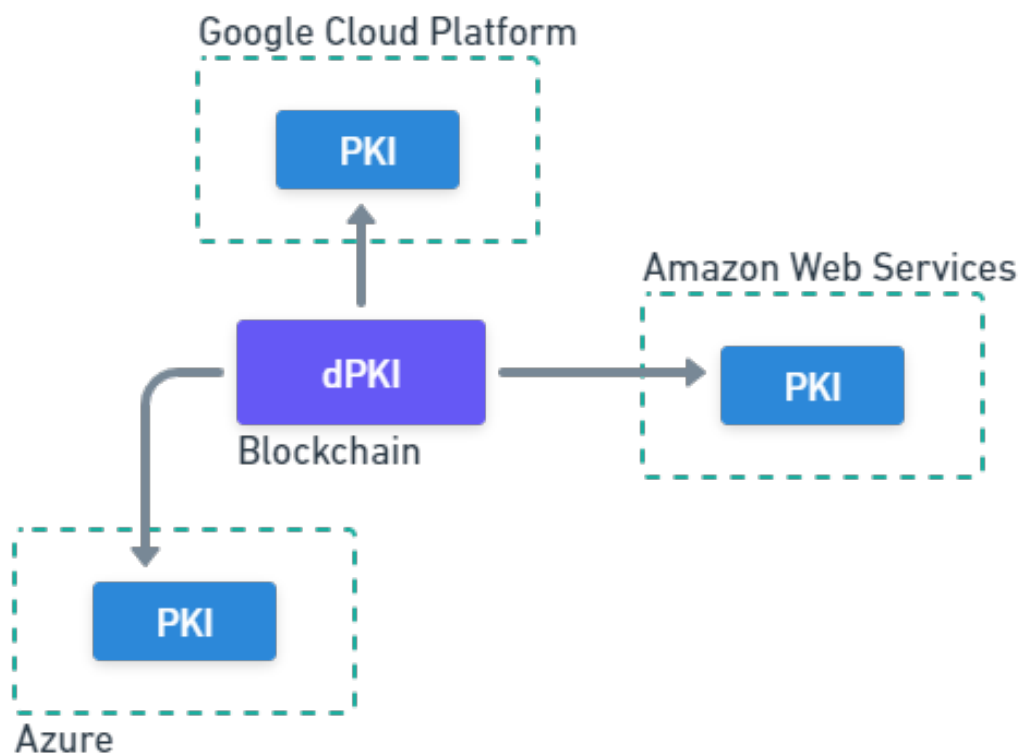 Google Cloud Platform
PKI
Amazon Web Services
PKI
dPKI
Blockchain
PKI
Azure